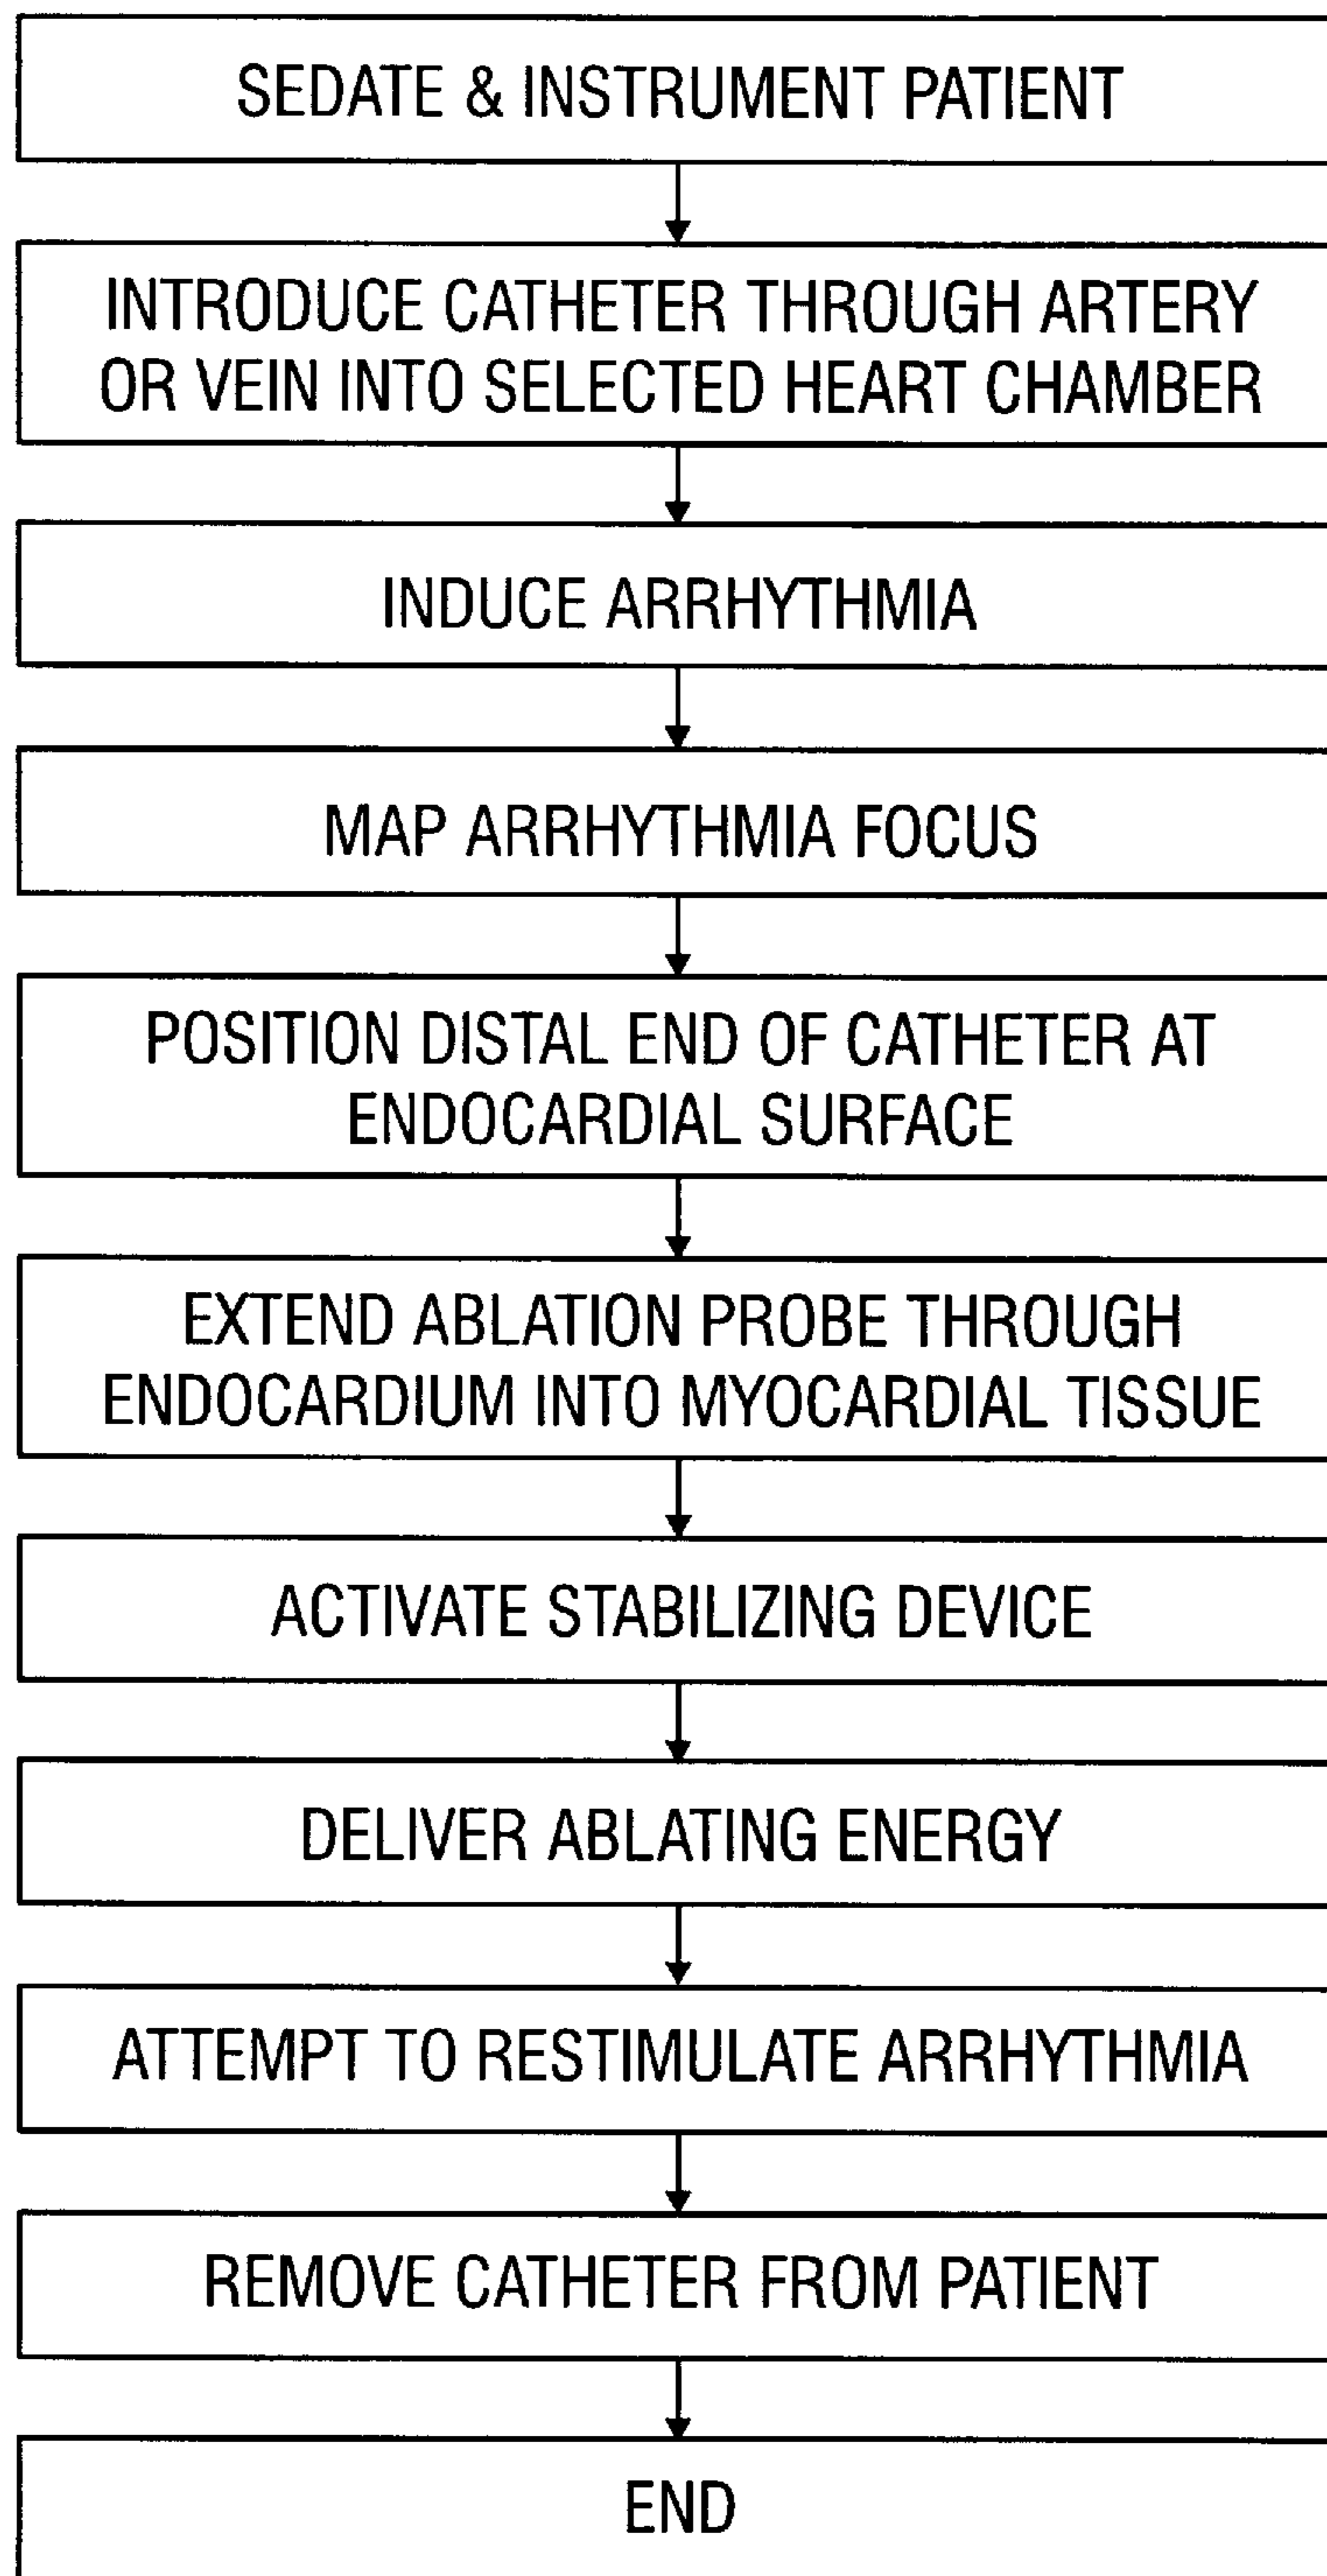 SEDATE & INSTRUMENT PATIENT
INTRODUCE CATHETER THROUGH ARTERY
OR VEIN INTO SELECTED HEART CHAMBER
INDUCE ARRHYTHMIA
MAP ARRHYTHMIA FOCUS
POSITION DISTAL END OF CATHETER AT
ENDOCARDIAL SURFACE
EXTEND ABLATION PROBE THROUGH
ENDOCARDIUM INTO MYOCARDIAL TISSUE
ACTIVATE STABILIZING DEVICE
DELIVER ABLATING ENERGY
ATTEMPT TO RESTIMULATE ARRHYTHMIA
REMOVE CATHETER FROM PATIENT
END